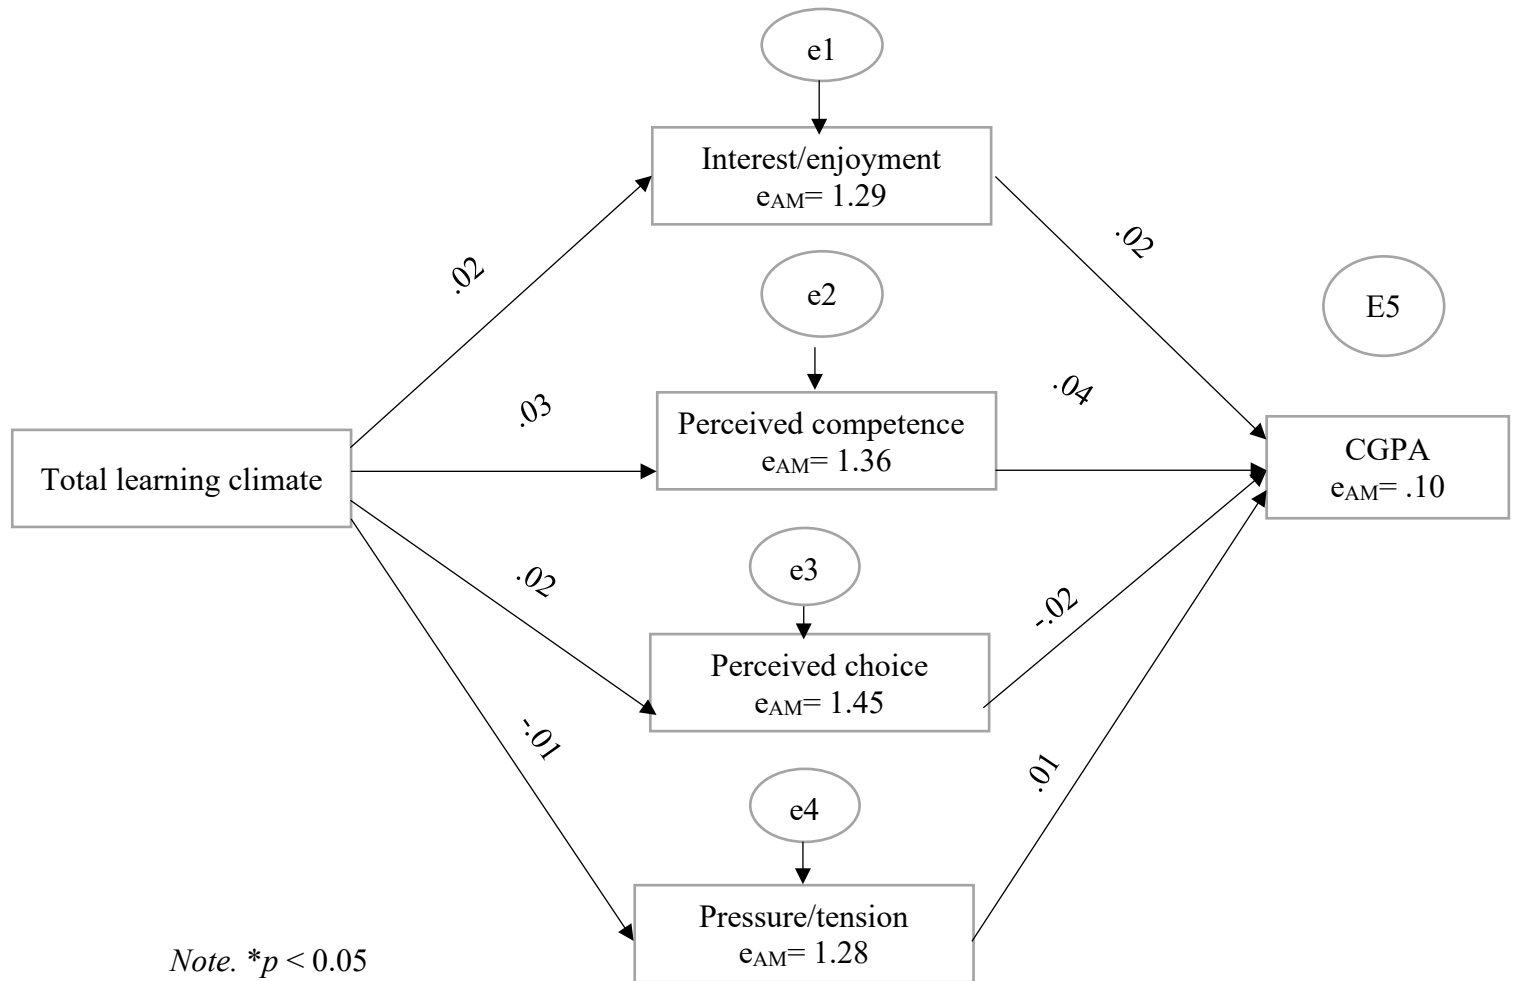 e1
Interest/enjoyment
eAM= 1.29
.02
.02
e2
E5
.03
.04
Perceived competence
eAM= 1.36
Total learning climate
CGPA
eAM= .10
e3
.02
-.02
Perceived choice
eAM= 1.45
-.01
.01
e4
Pressure/tension
eAM= 1.28
Note. *p < 0.05